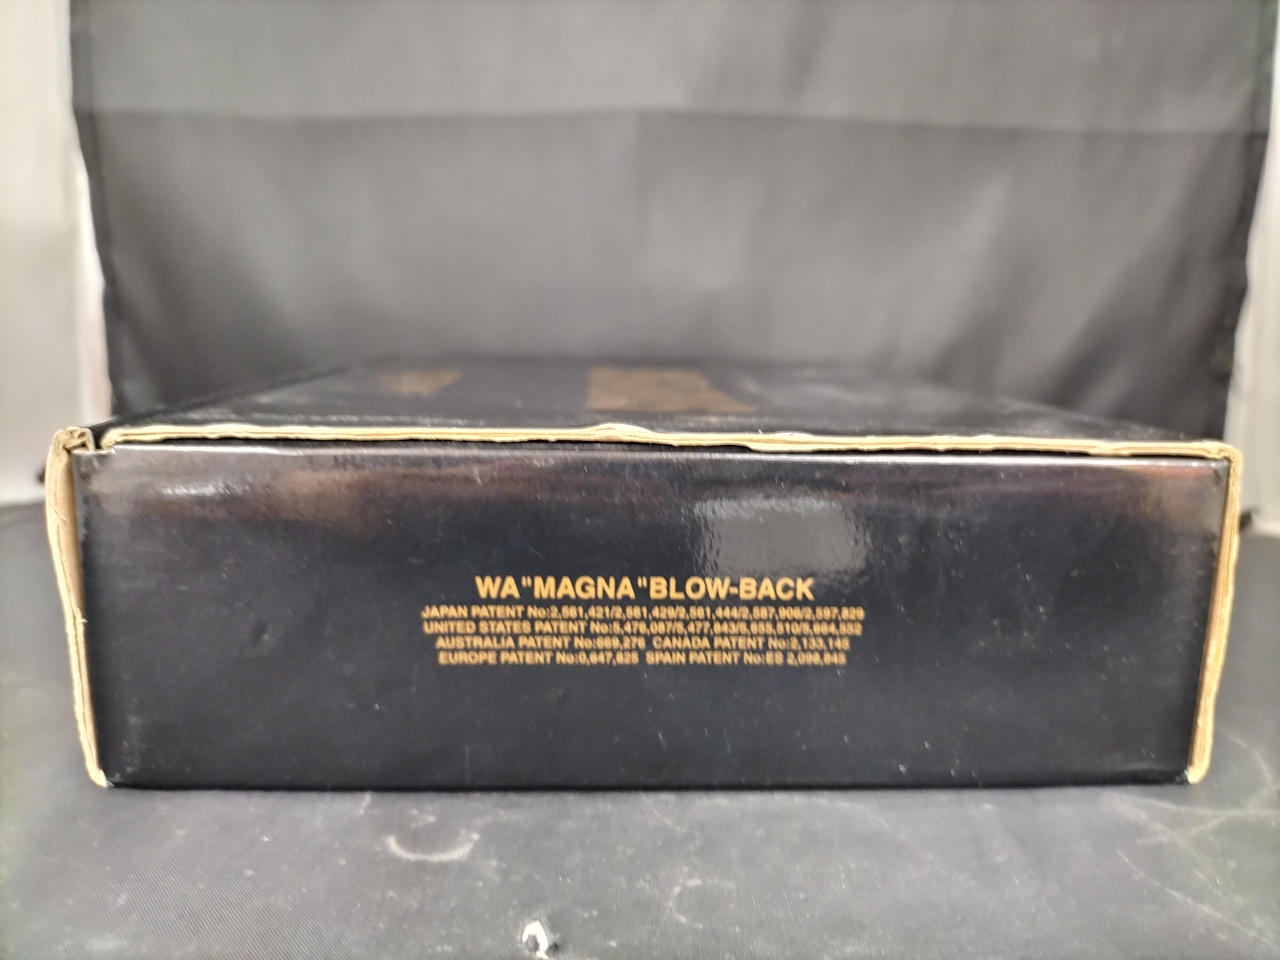 WA"MAGNA"BLOW-BACK
JAPAN PATENT No:2,561,421/2,561,429/2,561,444/2,587,906/2,597,829
UNITED STATES PATENT No:5,476,087/5,477,843/5,655,510/5,864,552
AUSTRALIA PATENT No:669,276 CANADA PATENT No:2,133,145
EUROPE PATENT No:0,647,825 SPAIN PATENT No:ES 2,098,945